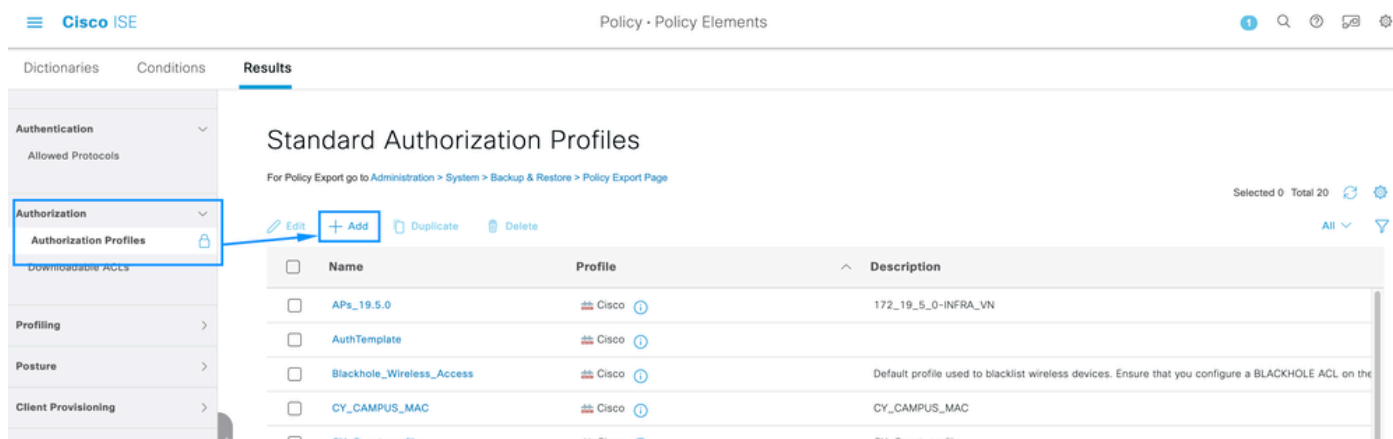 Cisco ISE
Policy · Policy Elements
1
Dictionaries Conditions Results
Authentication
Allowed Protocols
Authorization
Authorization Profiles
Downloadable ACLs
Profiling
Posture
Client Provisioning
Standard Authorization Profiles
For Policy Export go to Administration > System > Backup & Restore > Policy Export Page
Selected 0 Total 20
Edit + Add Duplicate Delete
All
Name Profile Description
APs_19.5.0 Cisco 172_19_5_0-INFRA_VN
AuthTemplate Cisco
Blackhole_Wireless_Access Cisco Default profile used to blacklist wireless devices. Ensure that you configure a BLACKHOLE ACL on the
CY_CAMPUS_MAC Cisco CY_CAMPUS_MAC